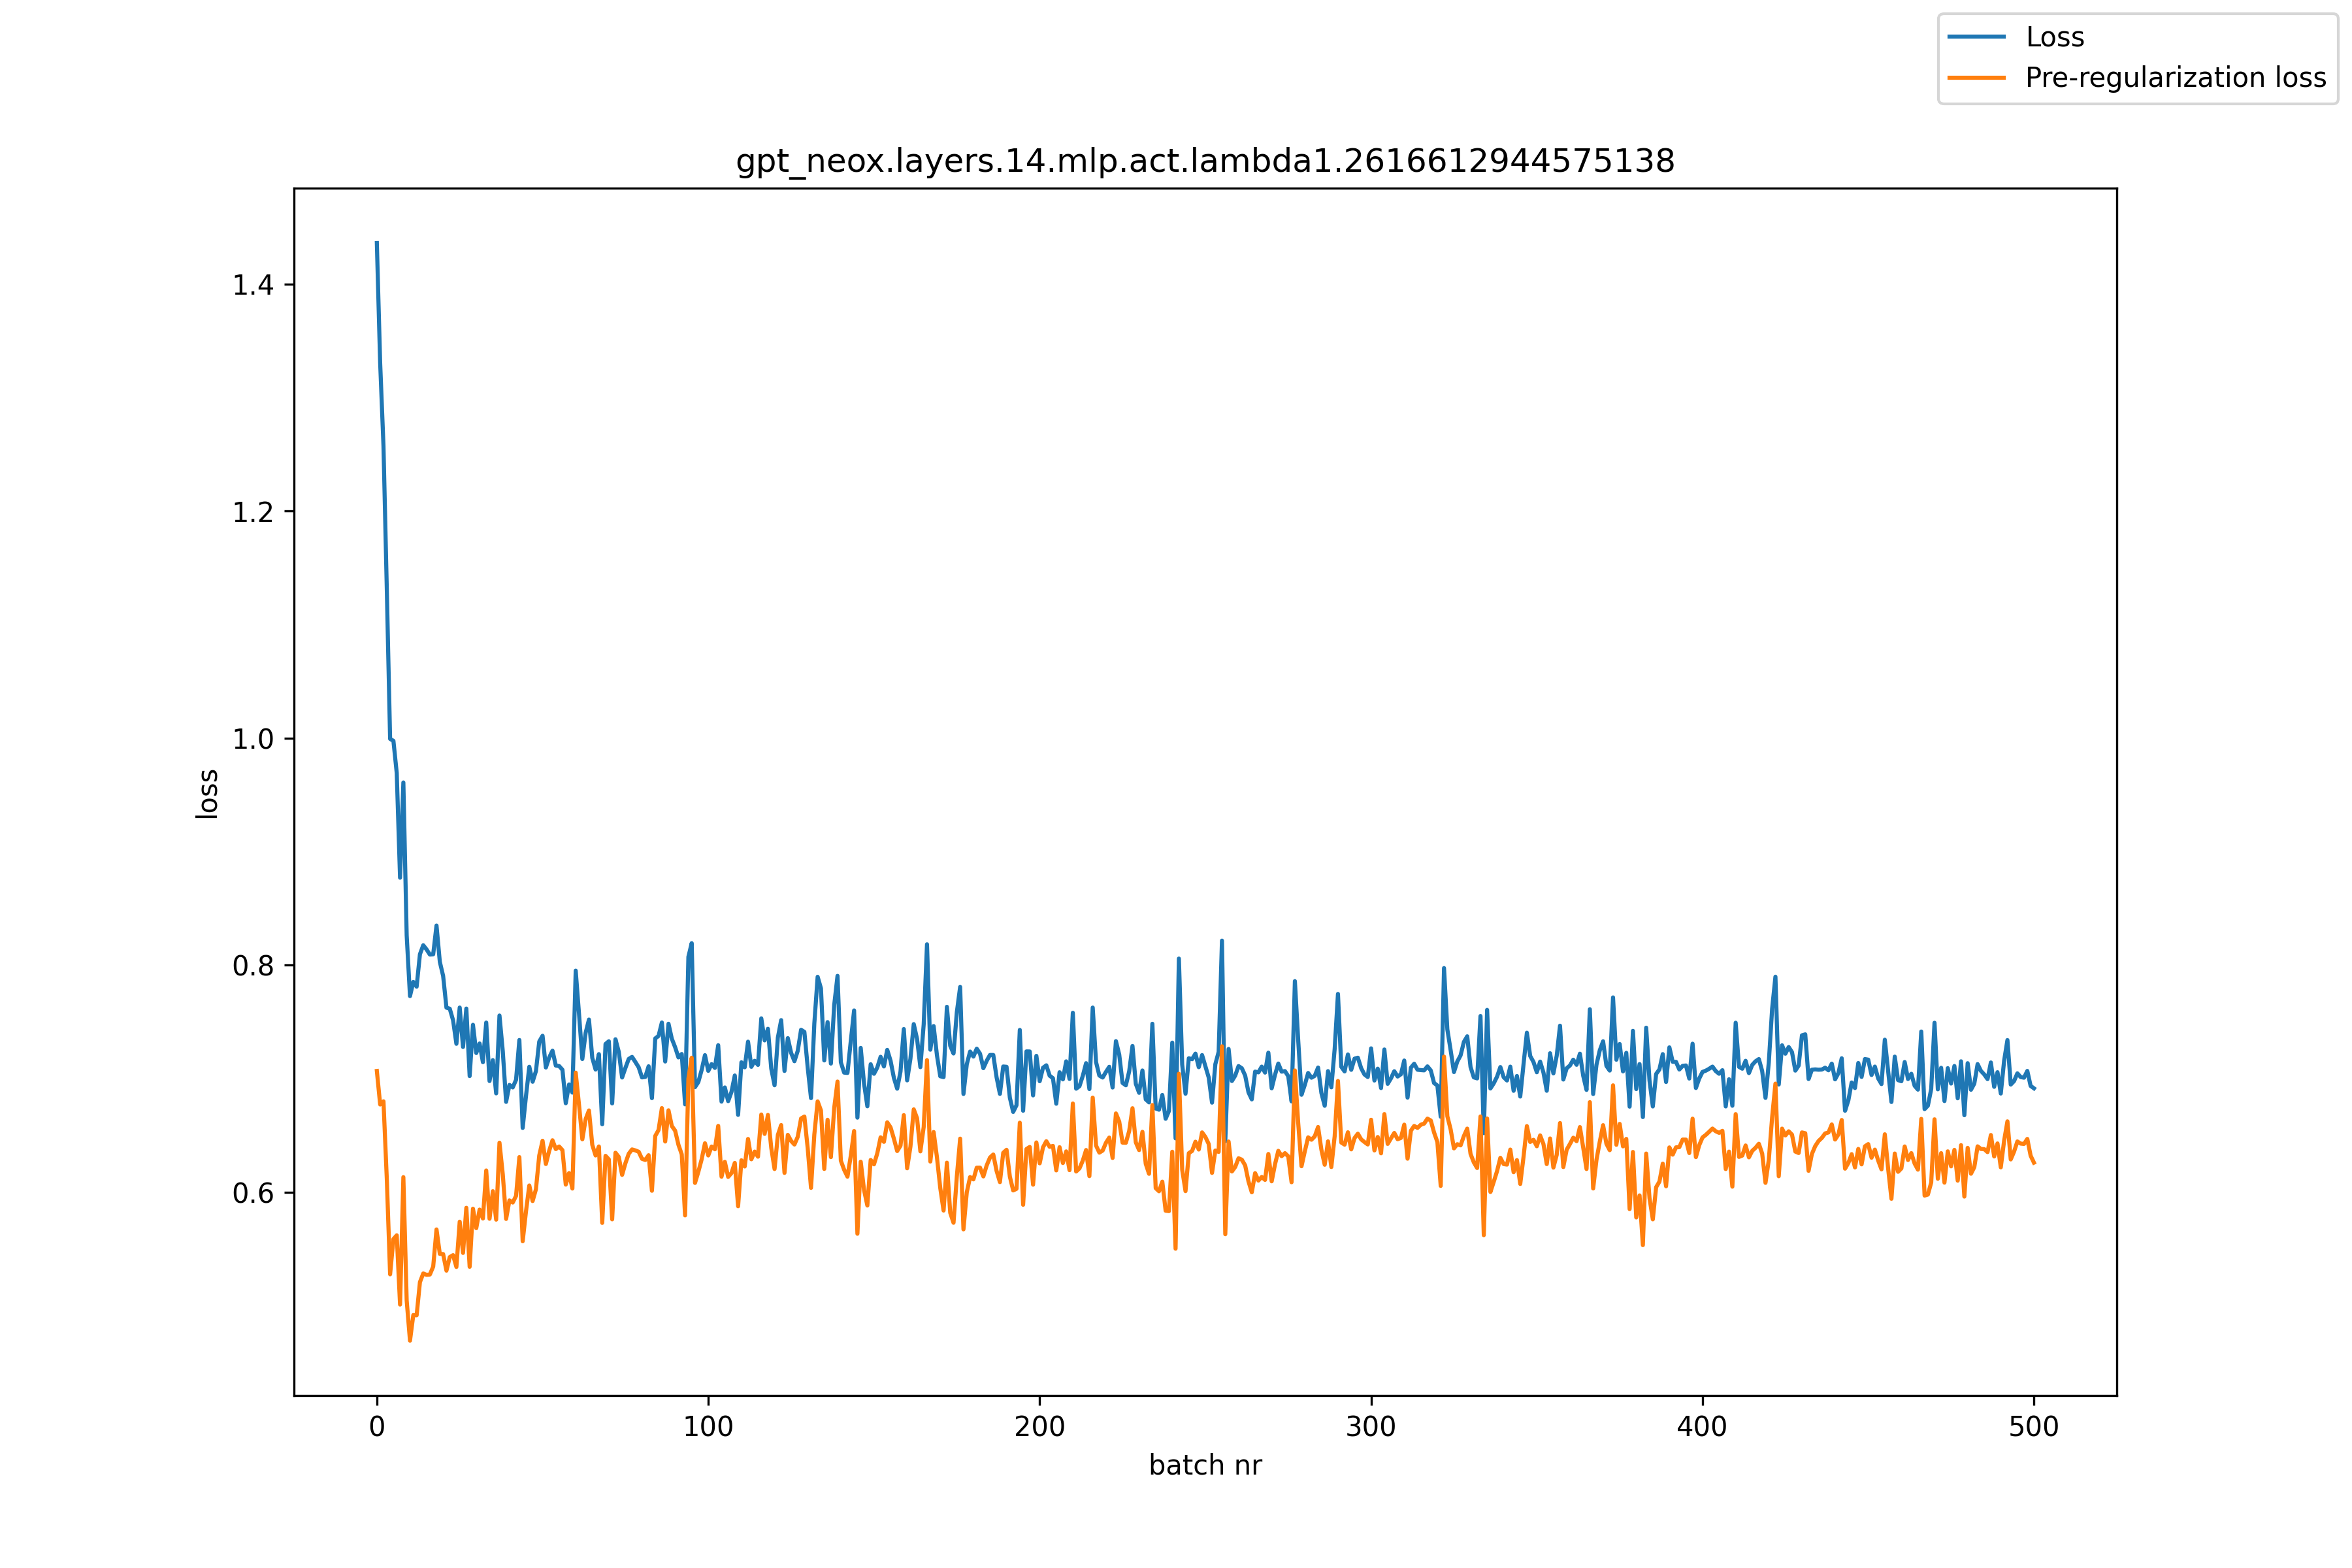 Loss
Pre-regularization loss
gpt_neox.layers.14.mlp.act.lambda1.2616612944575138
1.4
1.2
1.0
0.8
0.6
loss
0 100 200 300 400 500
batch nr